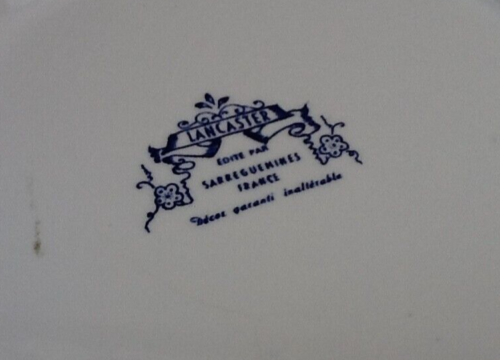 LANCASTER
EDITE PAR
SARREGUEMINES
FRANCE
Décor garanti inaltérable